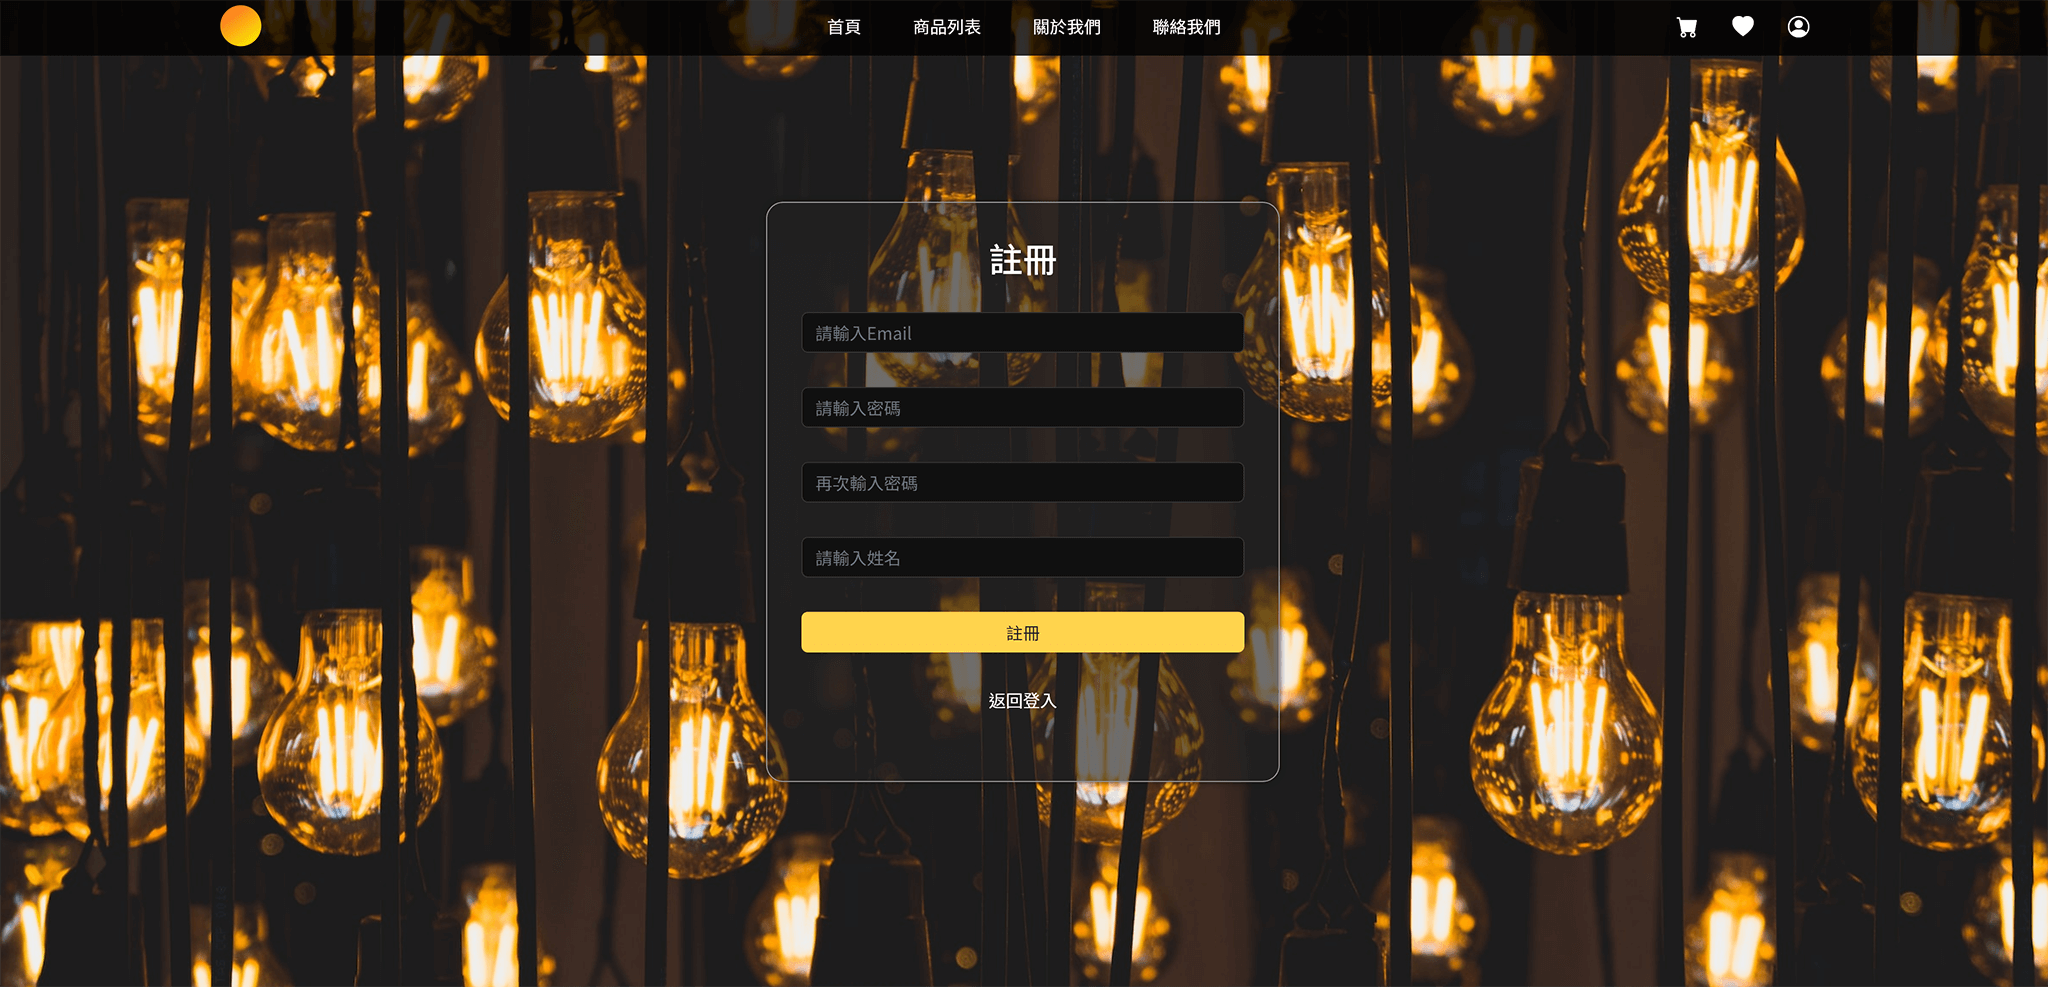 首頁 商品列表 關於我們 聯絡我們
註冊
請輸入Email
請輸入密碼
再次輸入密碼
請輸入姓名
註冊
返回登入